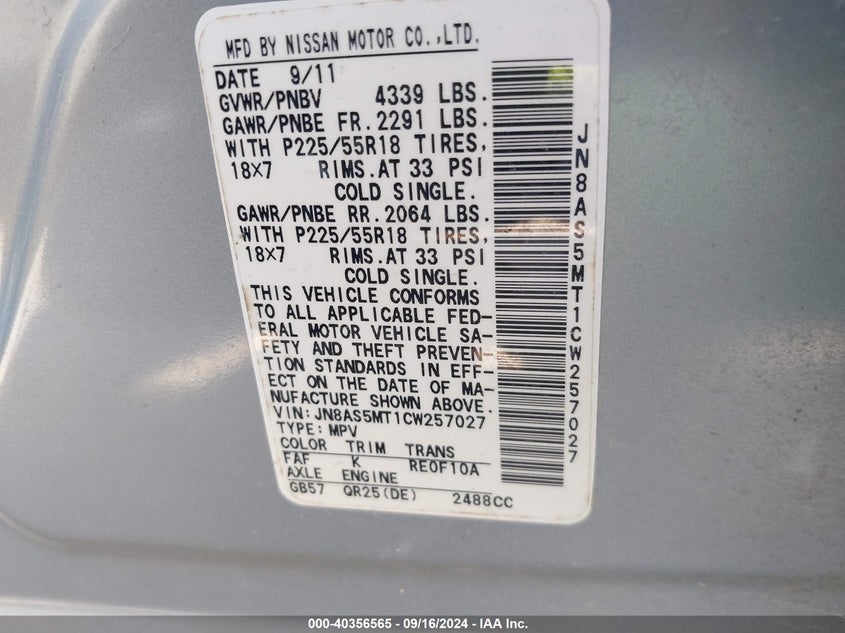 MFD BY NISSAN MOTOR CO.,LTD.
DATE 9/11
GVWR/PNBV 4339 LBS.
GAWR/PNBE FR.2291 LBS.
WITH P225/55R18 TIRES,
18X7 RIMS.AT 33 PSI
COLD SINGLE.
GAWR/PNBE RR.2064 LBS.
WITH P225/55R18 TIRES,
18X7 RIMS.AT 33 PSI
COLD SINGLE.
THIS VEHICLE CONFORMS
TO ALL APPLICABLE FED-
ERAL MOTOR VEHICLE SA-
FETY AND THEFT PREVEN-
TION STANDARDS IN EFF-
ECT ON THE DATE OF MA-
NUFACTURE SHOWN ABOVE.
VIN:JN8AS5MT1CW257027
TYPE:MPV
COLOR TRIM TRANS
FAF K RE0F10A
AXLE ENGINE
GB57 QR25(DE) 2488CC
JN8AS5MT1CW257027
000-40356565 - 09/16/2024 - IAA Inc.